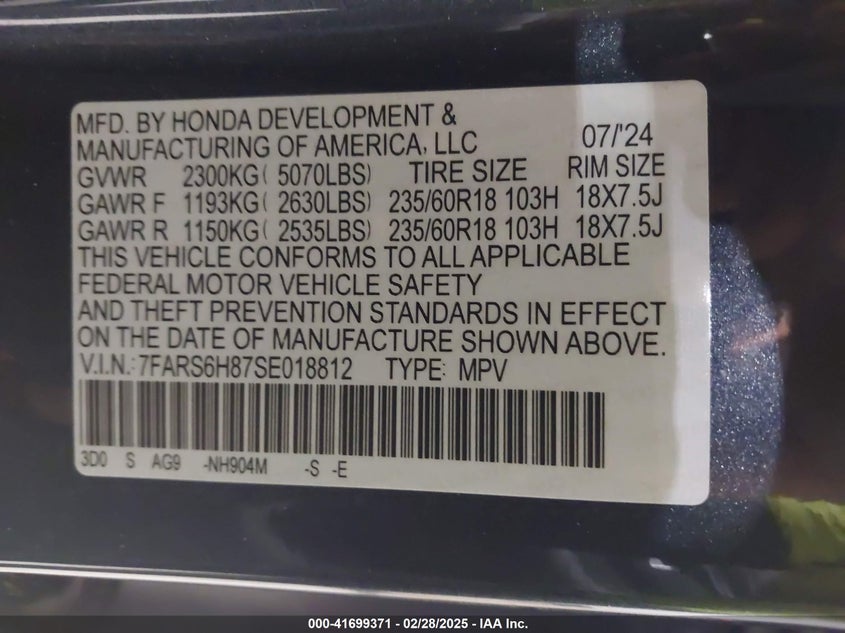 MFD. BY HONDA DEVELOPMENT &
MANUFACTURING OF AMERICA, LLC 07/'24
GVWR 2300KG( 5070LBS) TIRE SIZE RIM SIZE
GAWR F 1193KG( 2630LBS) 235/60R18 103H 18X7.5J
GAWR R 1150KG( 2535LBS) 235/60R18 103H 18X7.5J
THIS VEHICLE CONFORMS TO ALL APPLICABLE
FEDERAL MOTOR VEHICLE SAFETY
AND THEFT PREVENTION STANDARDS IN EFFECT
ON THE DATE OF MANUFACTURE SHOWN ABOVE.
V.I.N.:7FARS6H87SE018812 TYPE: MPV
3D0 S AG9 -NH904M -S -E
000-41699371 | 02/28/2025 - IAA Inc.